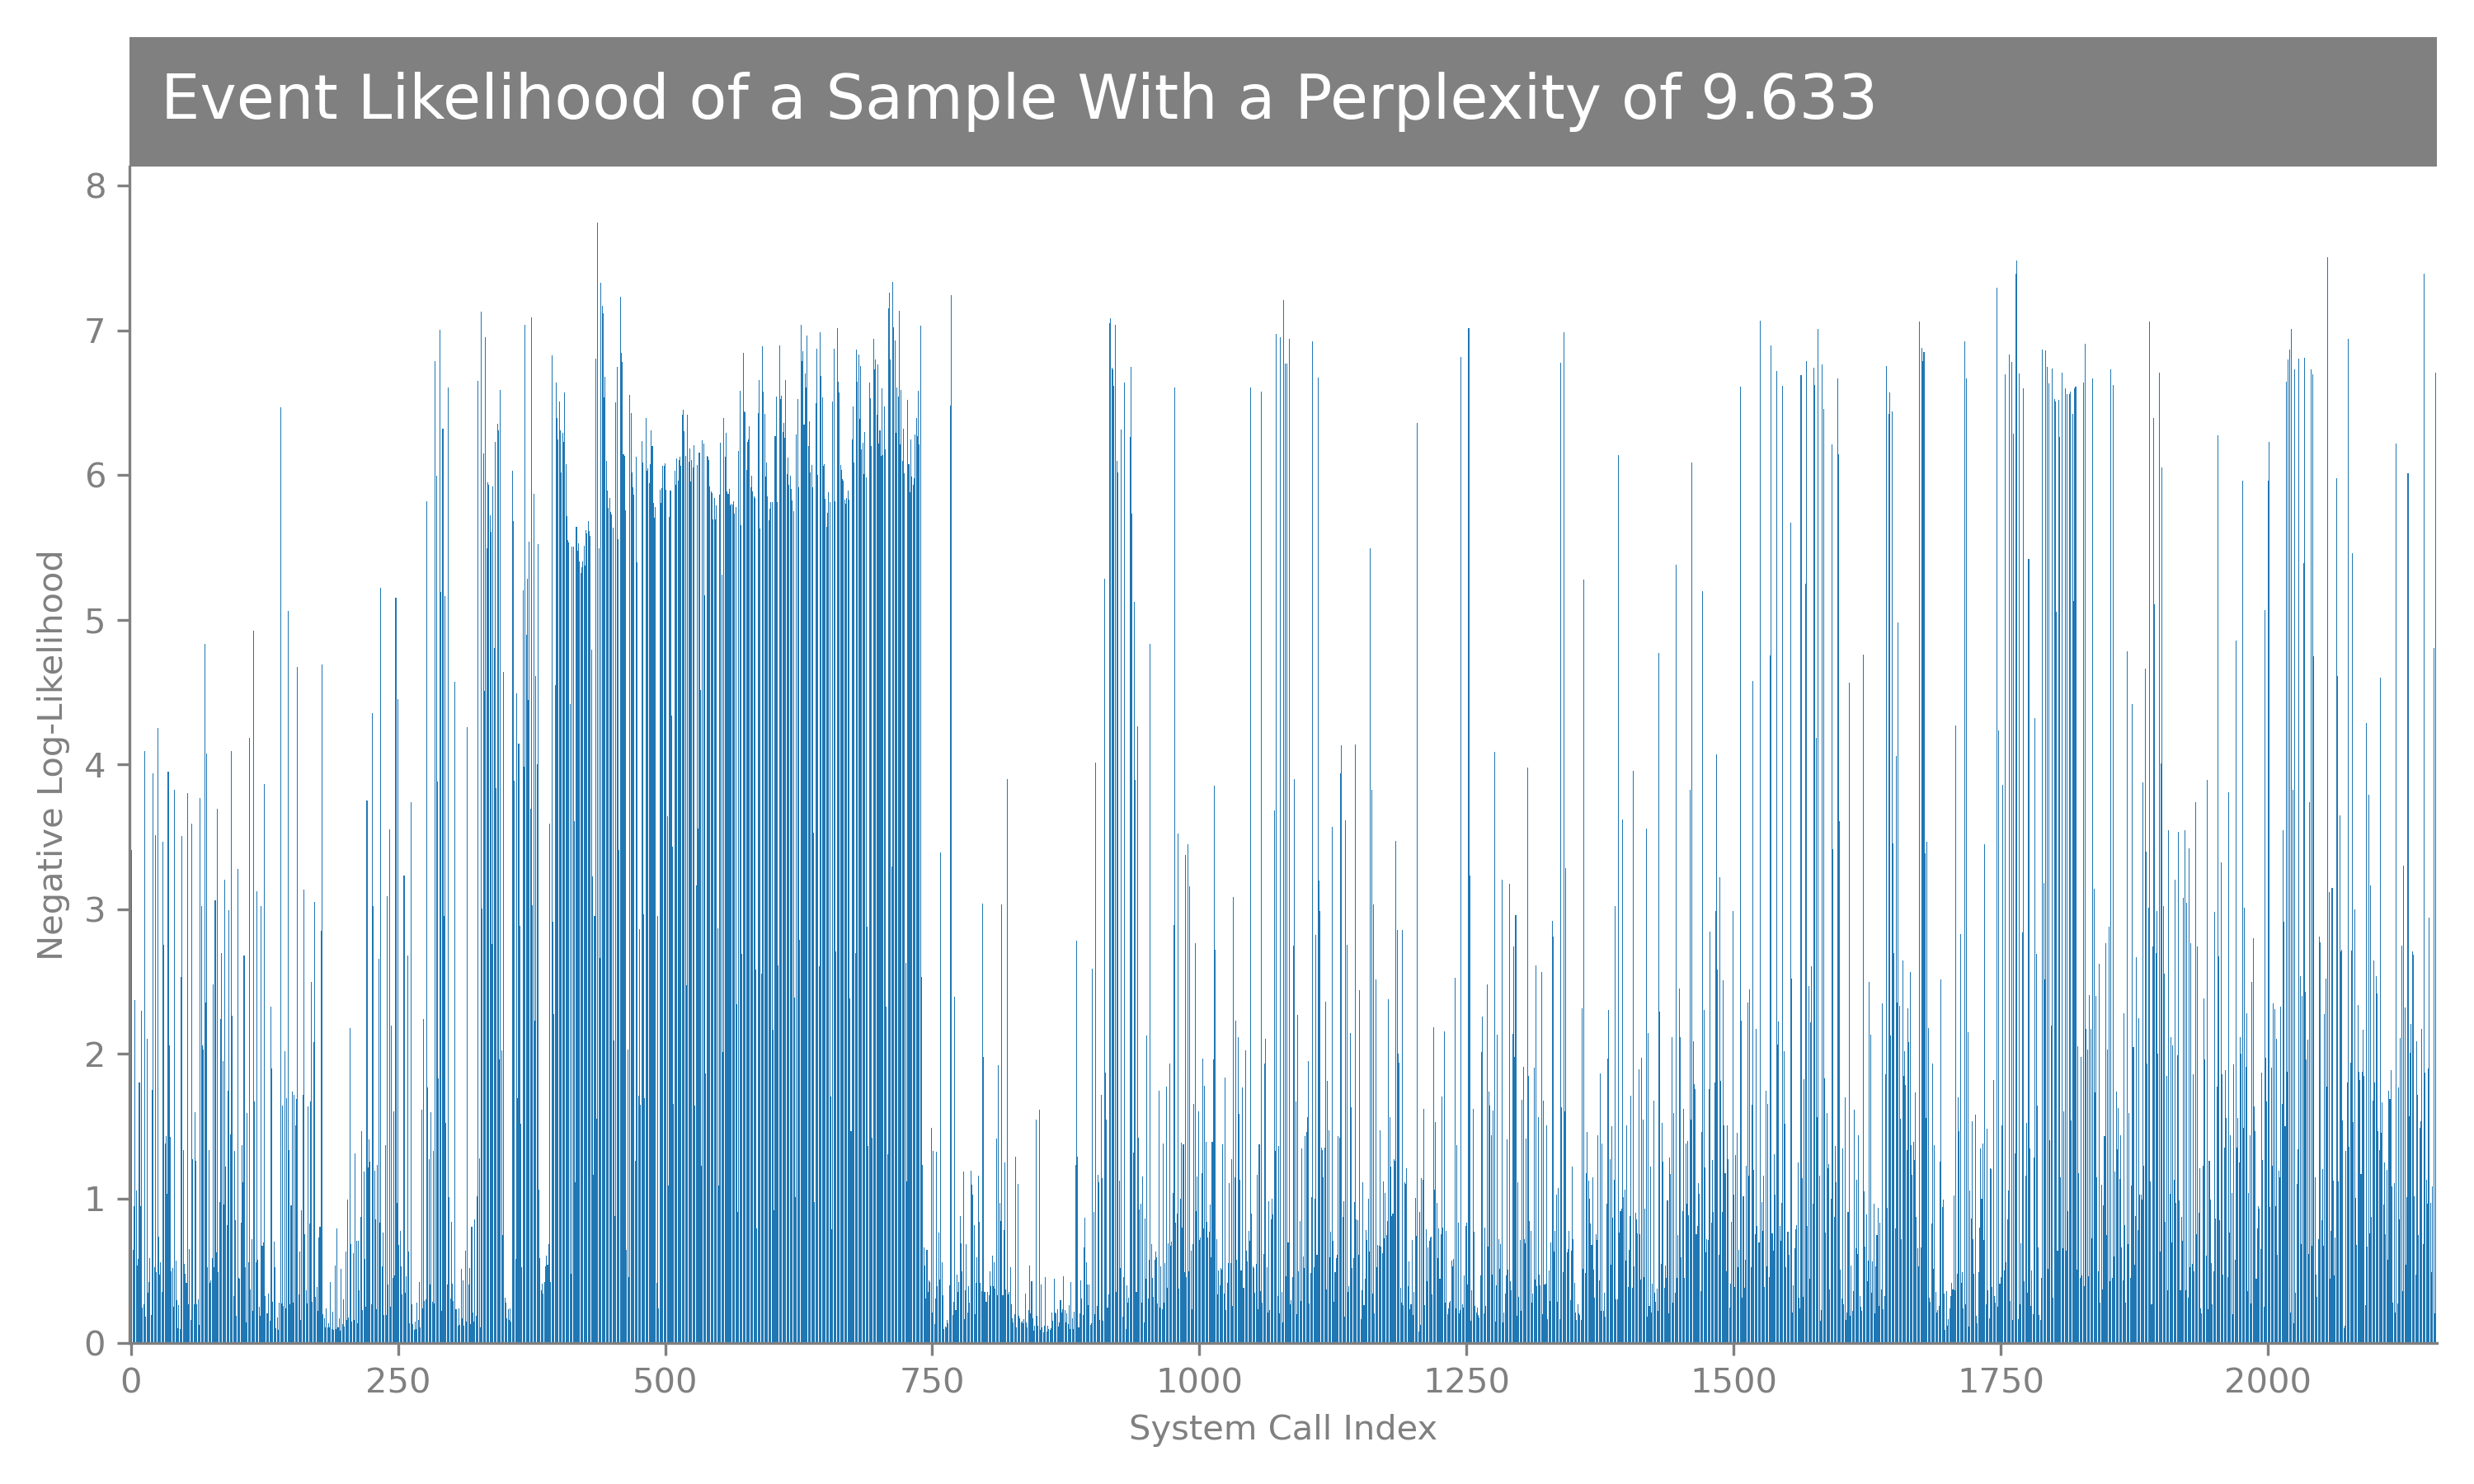 Event Likelihood of a Sample With a Perplexity of 9.633
8
7
6
5
4
3
2
1
0
Negative Log-Likelihood
0 250 500 750 1000 1250 1500 1750 2000
System Call Index